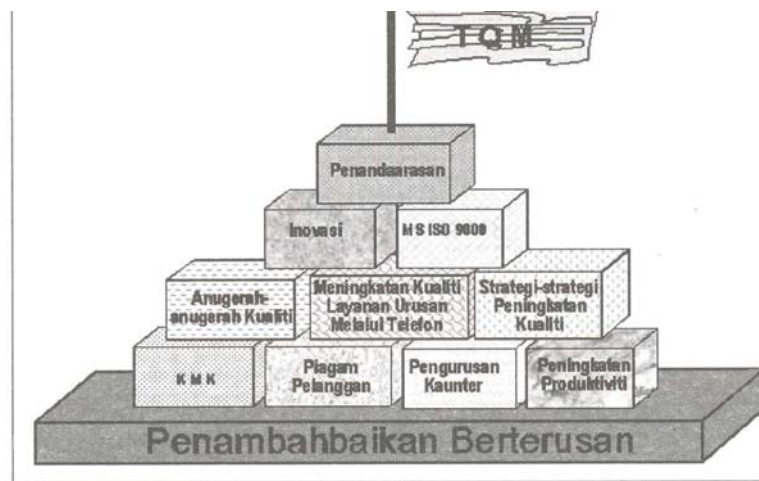 TQM
Penandaarasan
Inovasi
MS ISO 9000
Anugerah-
anugerah Kualiti
Meningkatan Kualiti
Layanan Urusan
Melalui Telefon
Strategi-strategi
Peningkatan
Kualiti
KMK
Piagam
Pelanggan
Pengurusan
Kaunter
Peningkatan
Produktiviti
Penambahbaikan Berterusan